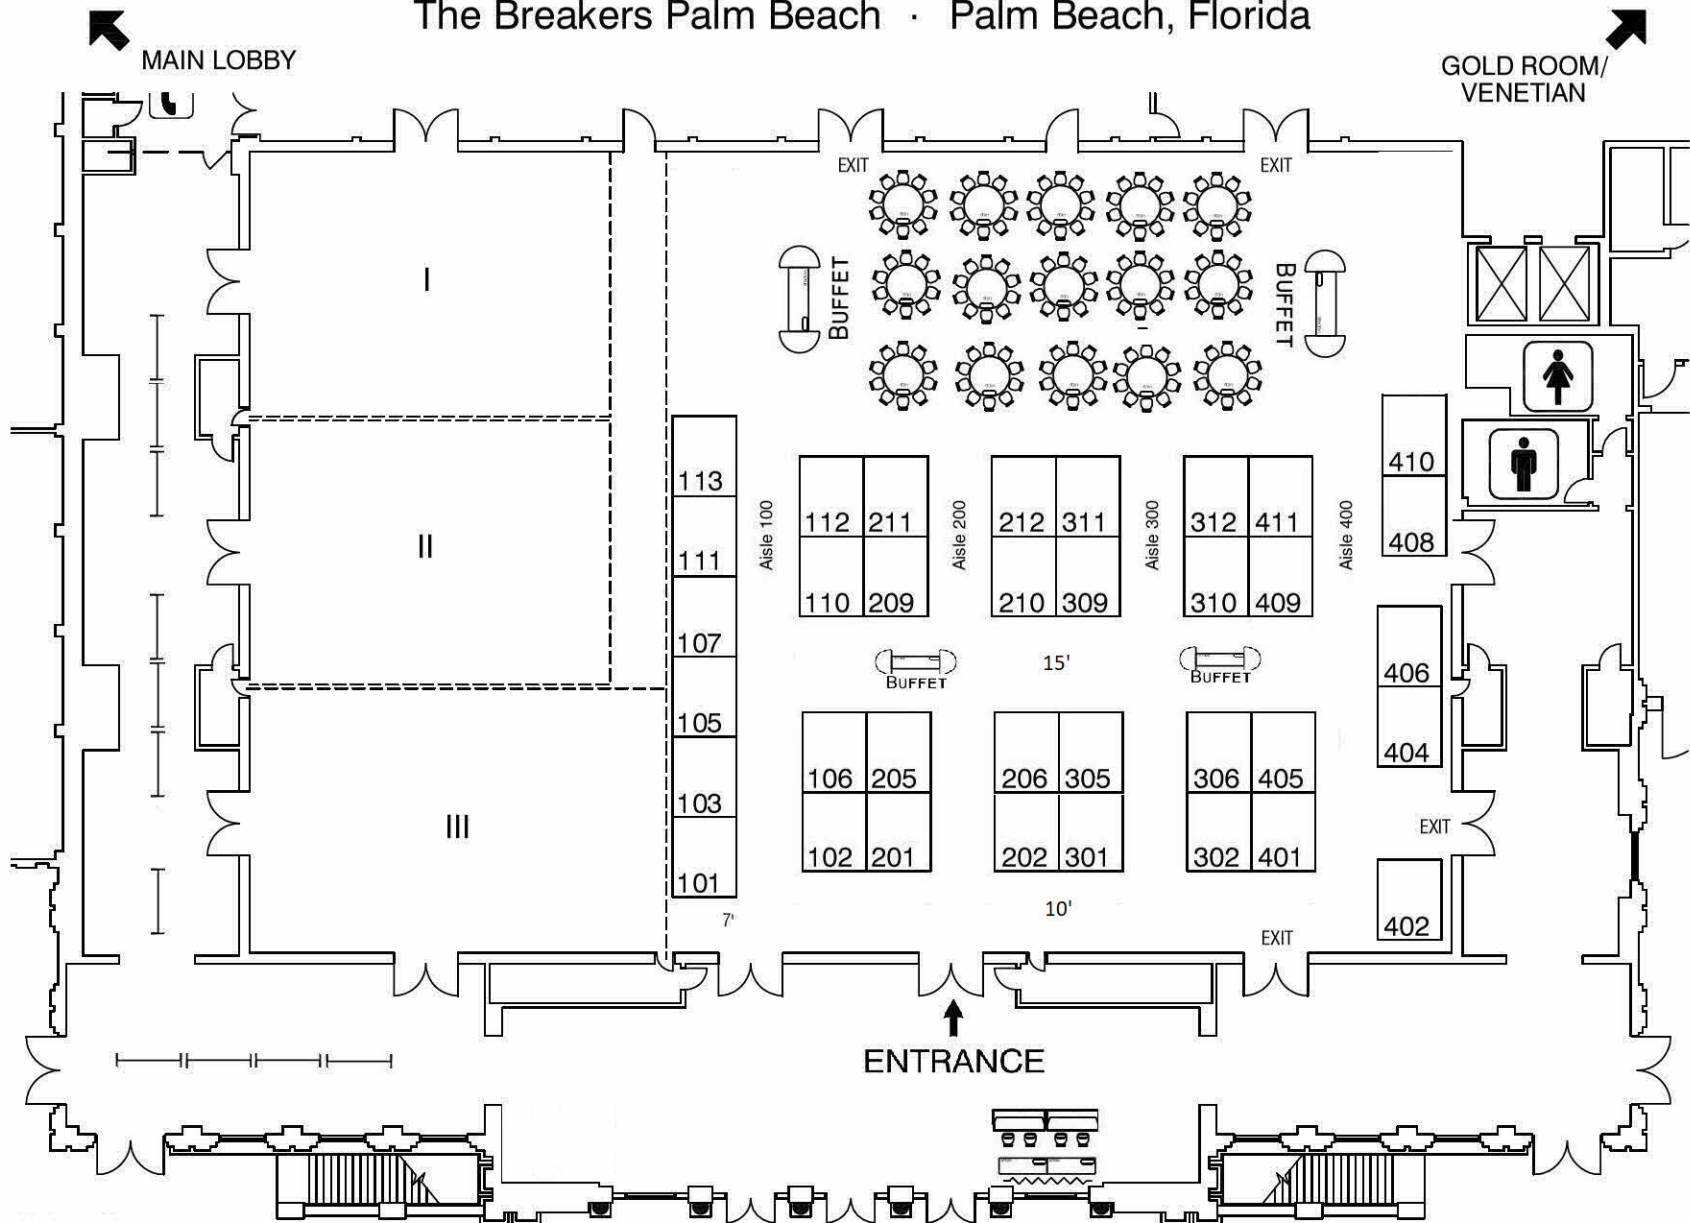 The Breakers Palm Beach · Palm Beach, Florida
MAIN LOBBY
GOLD ROOM/
VENETIAN
EXIT
EXIT
I
BUFFET
BUFFET
II
III
113
111
107
105
103
101
7'
Aisle 100
112 211
110 209
Aisle 200
212 311
210 309
Aisle 300
312 411
310 409
Aisle 400
410
408
BUFFET
15'
BUFFET
406
404
106 205
102 201
206 305
202 301
306 405
302 401
EXIT
402
10'
EXIT
ENTRANCE